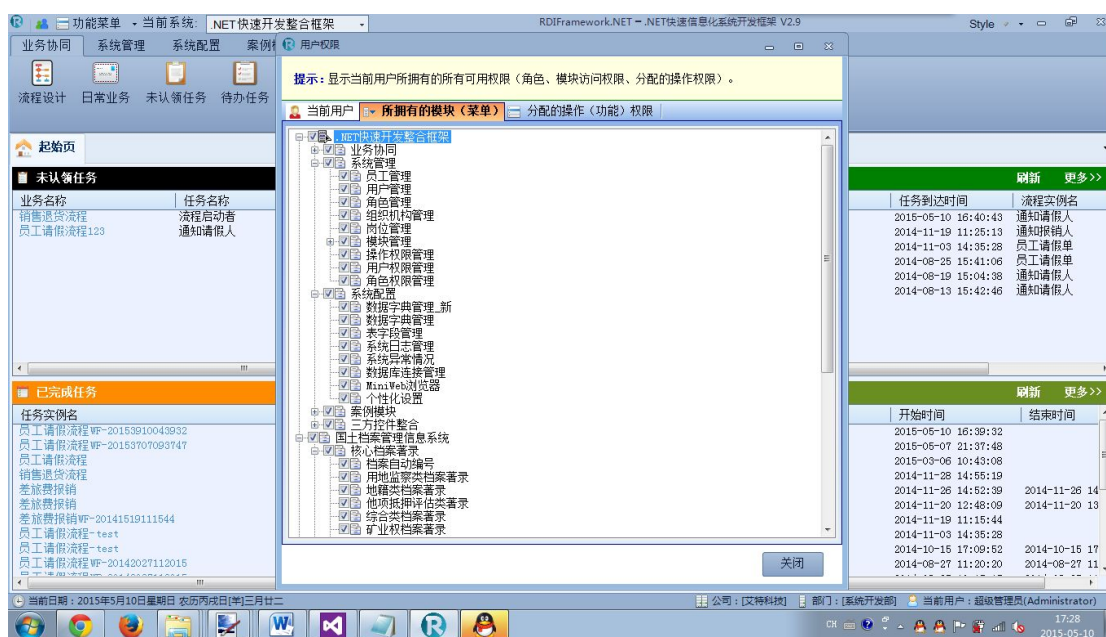 功能菜单 当前系统: .NET快速开发整合框架 RDIFramework.NET━.NET快速信息化系统开发框架 V2.9 Style
业务协同 系统管理 系统配置
流程设计 日常业务 未认领任务 待办任务
起始页
未认领任务 刷新 更多>>
业务名称 任务名称 任务到达时间 流程实例名
销售退货流程 流程启动者 2015-05-10 16:40:43 通知请假人
员工请假流程123 通知请假人 2014-11-19 11:25:13 通知报销人
2014-11-03 14:35:28 员工请假单
2014-08-25 15:41:06 员工请假单
2014-08-19 15:04:38 通知请假人
2014-08-13 15:42:46 通知请假人
已完成任务 刷新 更多>>
任务实例名 开始时间 结束时间
员工请假流程WF-20153910043932 2015-05-10 16:39:32
员工请假流程WF-20153707093747 2015-05-07 21:37:48
员工请假流程 2015-03-06 10:43:08
销售退货流程 2014-11-28 14:55:19
差旅费报销 2014-11-26 14:52:39 2014-11-26 14
差旅费报销 2014-11-20 12:48:09 2014-11-20 13
差旅费报销WF-20141519111544 2014-11-19 11:15:44
员工请假流程-test 2014-11-03 14:35:28
员工请假流程-test 2014-10-15 17:09:52 2014-10-15 17
员工请假流程WF-20142027112015 2014-08-27 11:20:20 2014-08-27 11
用户权限
提示：显示当前用户所拥有的所有可用权限（角色、模块访问权限、分配的操作权限）。
当前用户 所拥有的模块（菜单） 分配的操作（功能）权限
.NET快速开发整合框架
业务协同
系统管理
员工管理
用户管理
角色管理
组织机构管理
岗位管理
模块管理
操作权限管理
用户权限管理
角色权限管理
系统配置
数据字典管理_新
数据字典管理
表字段管理
系统日志管理
系统异常情况
数据库连接管理
MiniWeb浏览器
个性化设置
案例模块
三方控件整合
国土档案管理信息系统
核心档案著录
档案自动编号
用地监察类档案著录
地籍类档案著录
他项抵押评估类著录
综合类档案著录
矿业权档案著录
关闭
当前日期：2015年5月10日星期日 农历丙戌日[羊]三月廿二 公司：[艾特科技] 部门：[系统开发部] 当前用户：超级管理员(Administrator)
CH 17:28
2015-05-10